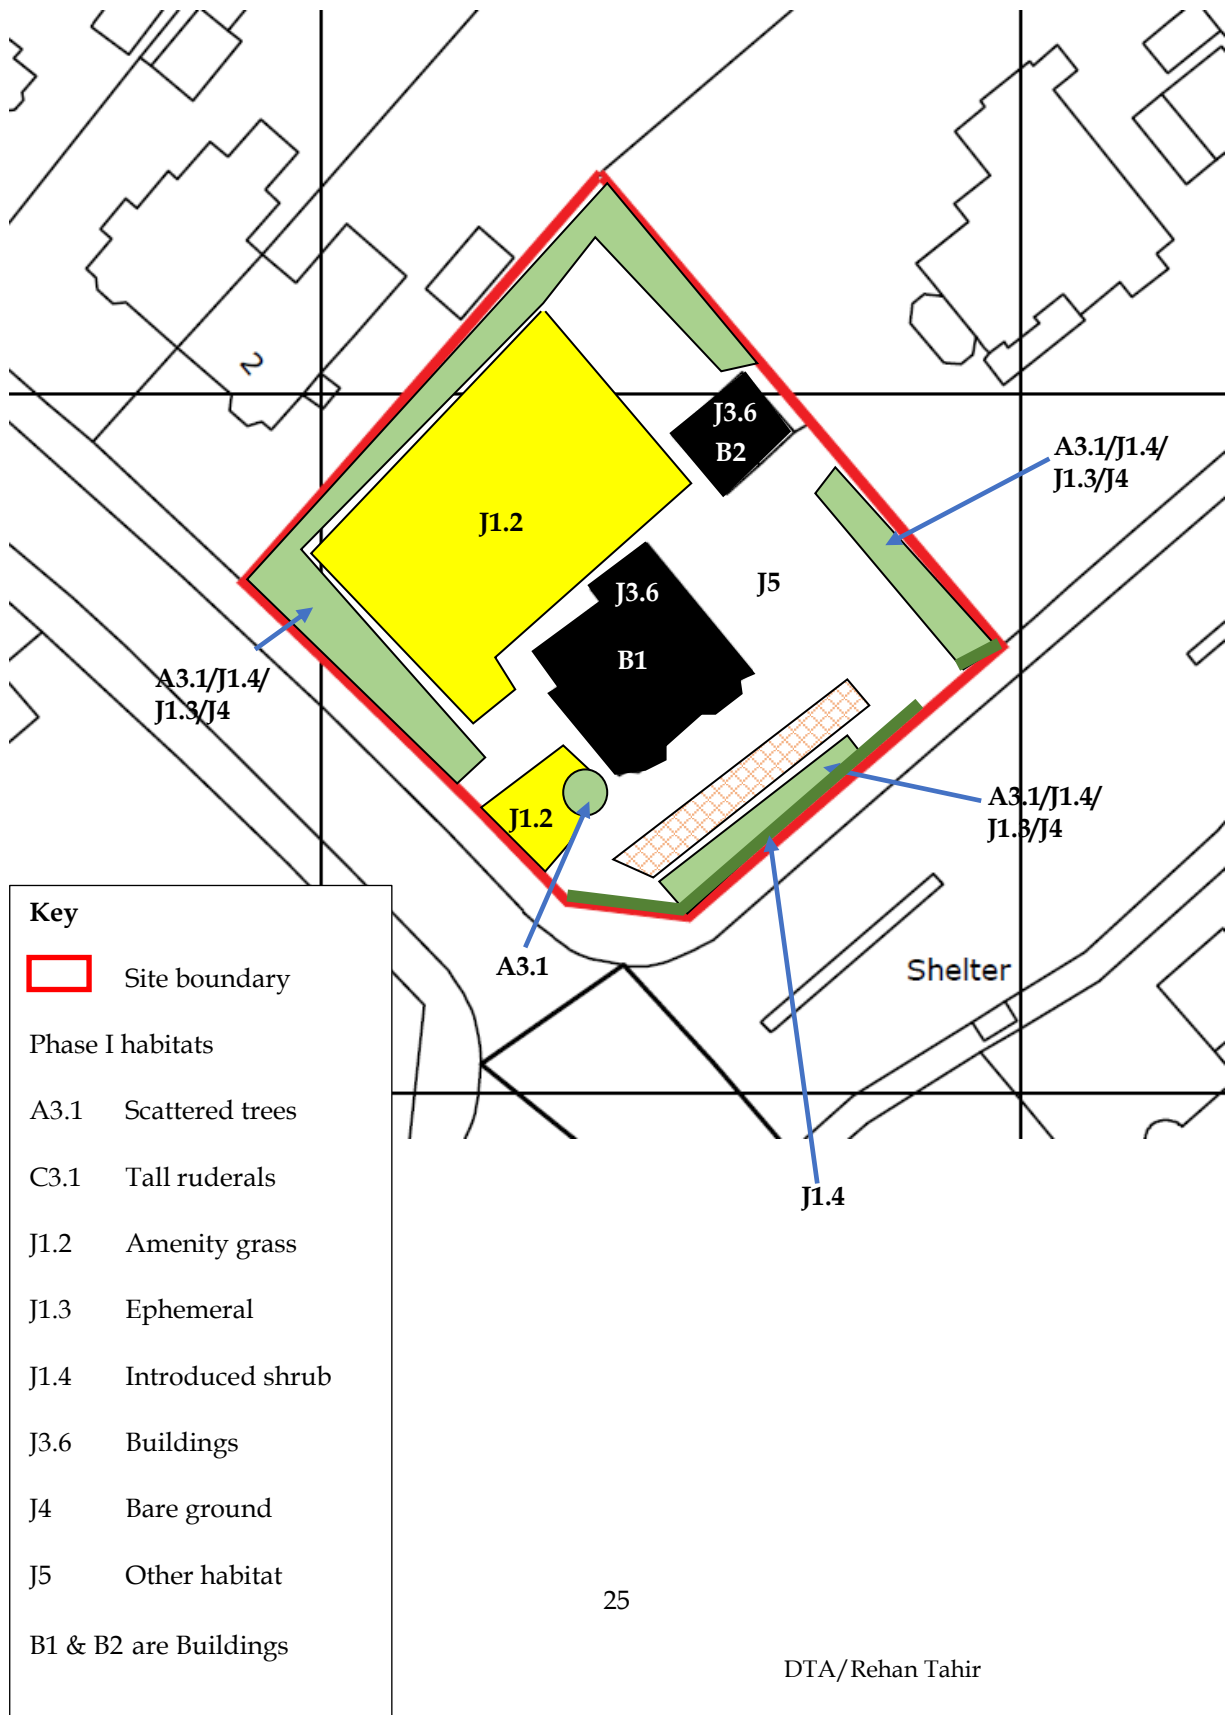 2
J3.6
B2
A3.1/J1.4/
J1.3/J4
J1.2
J5
J3.6
B1
A3.1/J1.4/
J1.3/J4
A3.1/J1.4/
J1.3/J4
J1.2
A3.1
Shelter
J1.4
Key
Site boundary
Phase I habitats
A3.1 Scattered trees
C3.1 Tall ruderals
J1.2 Amenity grass
J1.3 Ephemeral
J1.4 Introduced shrub
J3.6 Buildings
J4 Bare ground
J5 Other habitat
B1 & B2 are Buildings
25
DTA/Rehan Tahir